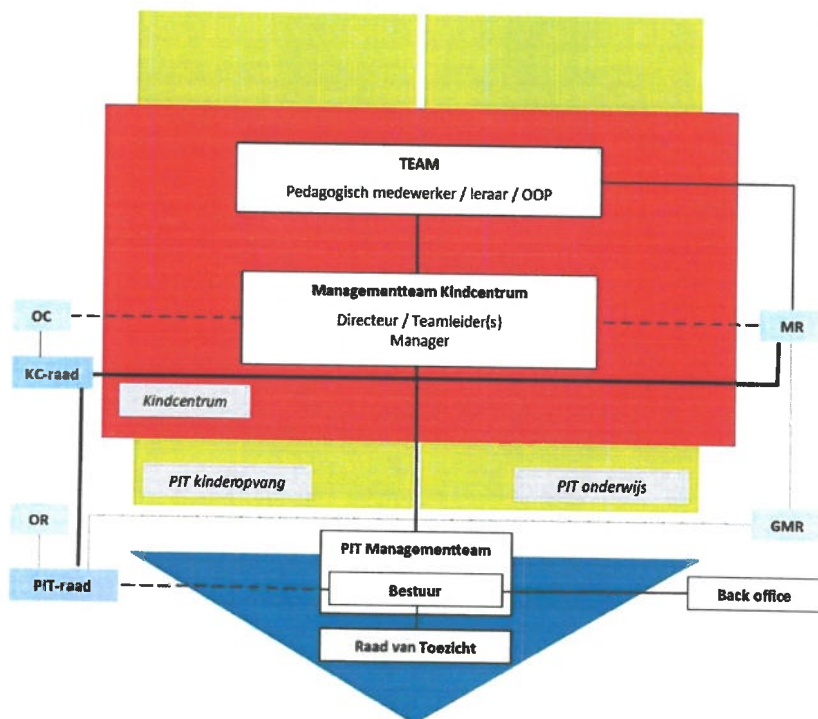 TEAM
Pedagogisch medewerker / leraar / OOP
Managementteam Kindcentrum
Directeur / Teamleider(s)
Manager
OC
MR
KC-raad
Kindcentrum
PIT kinderopvang
PIT onderwijs
OR
GMR
PIT Managementteam
PIT-raad
Bestuur
Back office
Raad van Toezicht